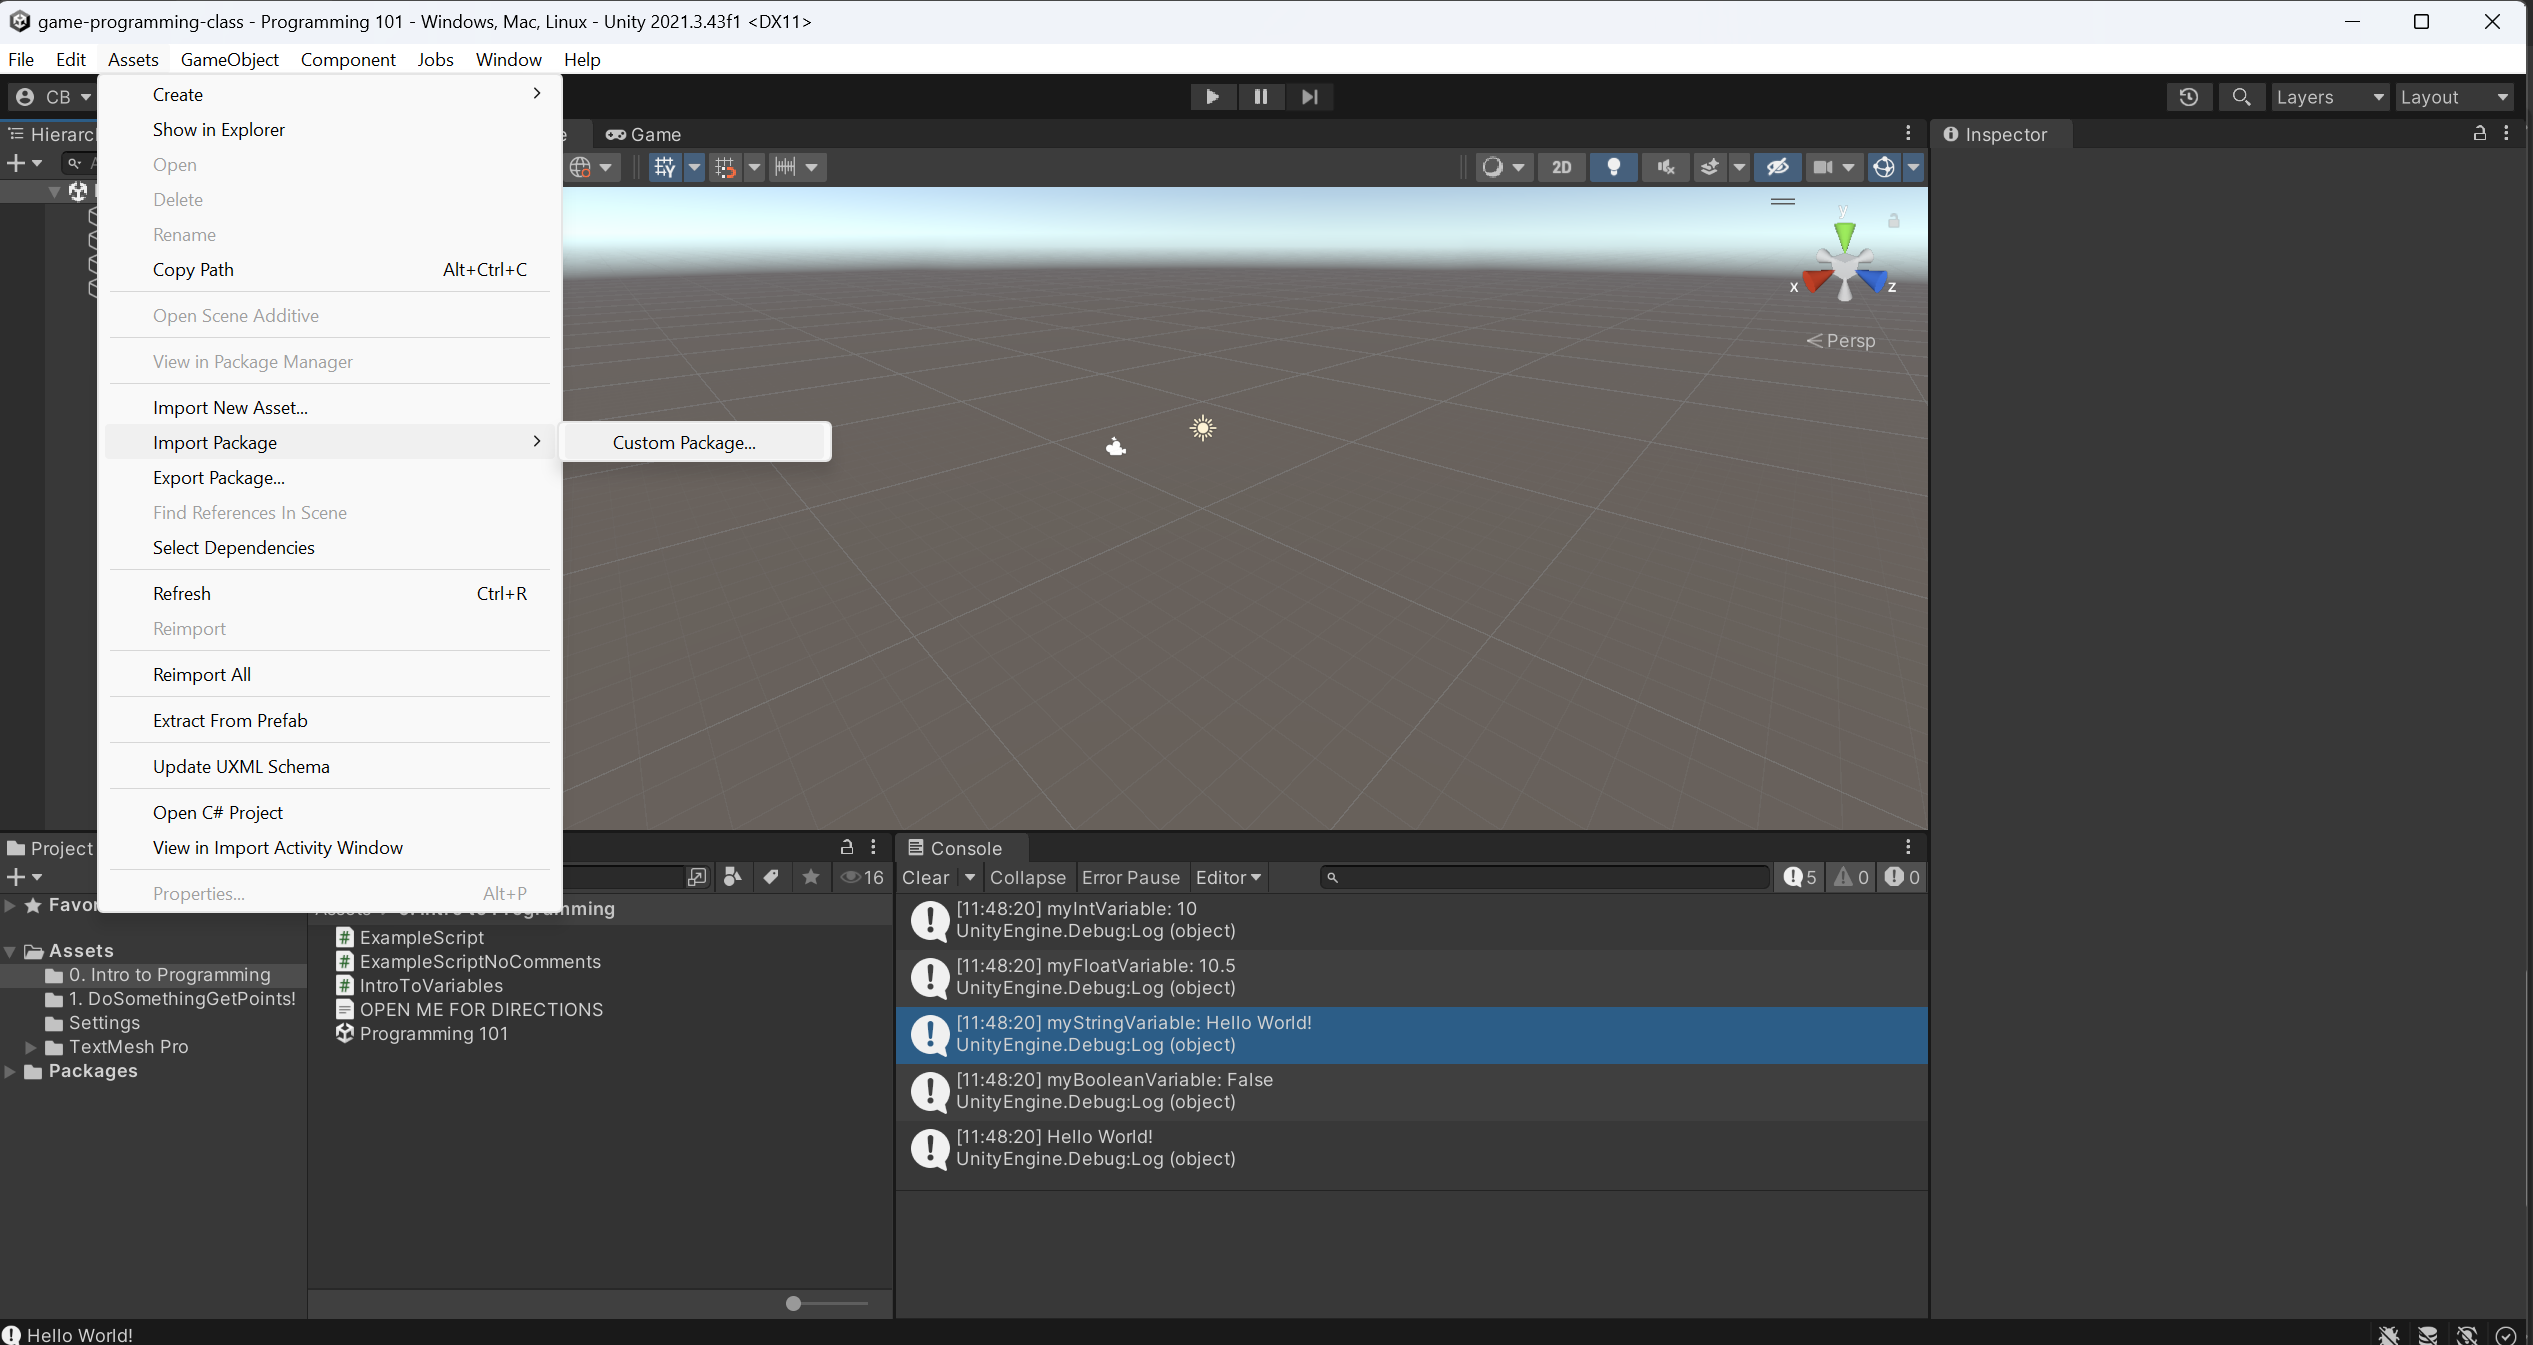 game-programming-class - Programming 101 - Windows, Mac, Linux - Unity 2021.3.43f1 <DX11>
File Edit Assets GameObject Component Jobs Window Help
CB
Layers Layout
Create
Show in Explorer
Open
Delete
Rename
Copy Path Alt+Ctrl+C
Open Scene Additive
View in Package Manager
Import New Asset...
Import Package
Custom Package...
Export Package...
Find References In Scene
Select Dependencies
Refresh Ctrl+R
Reimport
Reimport All
Extract From Prefab
Update UXML Schema
Open C# Project
View in Import Activity Window
Properties... Alt+P
Game
2D
y
x
z
Persp
Inspector
Project
16
Assets
0. Intro to Programming
1. DoSomethingGetPoints!
Settings
TextMesh Pro
Packages
ExampleScript
ExampleScriptNoComments
IntroToVariables
OPEN ME FOR DIRECTIONS
Programming 101
Console
Clear Collapse Error Pause Editor
5 0 0
[11:48:20] myIntVariable: 10
UnityEngine.Debug:Log (object)
[11:48:20] myFloatVariable: 10.5
UnityEngine.Debug:Log (object)
[11:48:20] myStringVariable: Hello World!
UnityEngine.Debug:Log (object)
[11:48:20] myBooleanVariable: False
UnityEngine.Debug:Log (object)
[11:48:20] Hello World!
UnityEngine.Debug:Log (object)
Hello World!